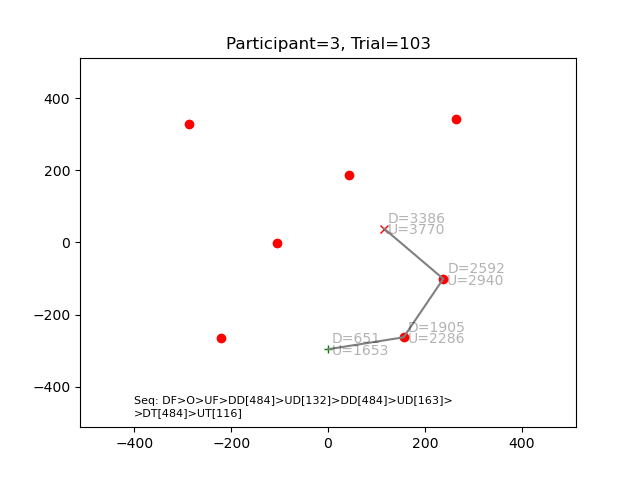 Participant=3, Trial=103
400
200
0
−200
−400
D=3386
U=3770
D=2592
U=2940
D=1905
U=2286
D=651
U=1653
Seq: DF>O>UF>DD[484]>UD[132]>DD[484]>UD[163]>
>DT[484]>UT[116]
−400 −200 0 200 400